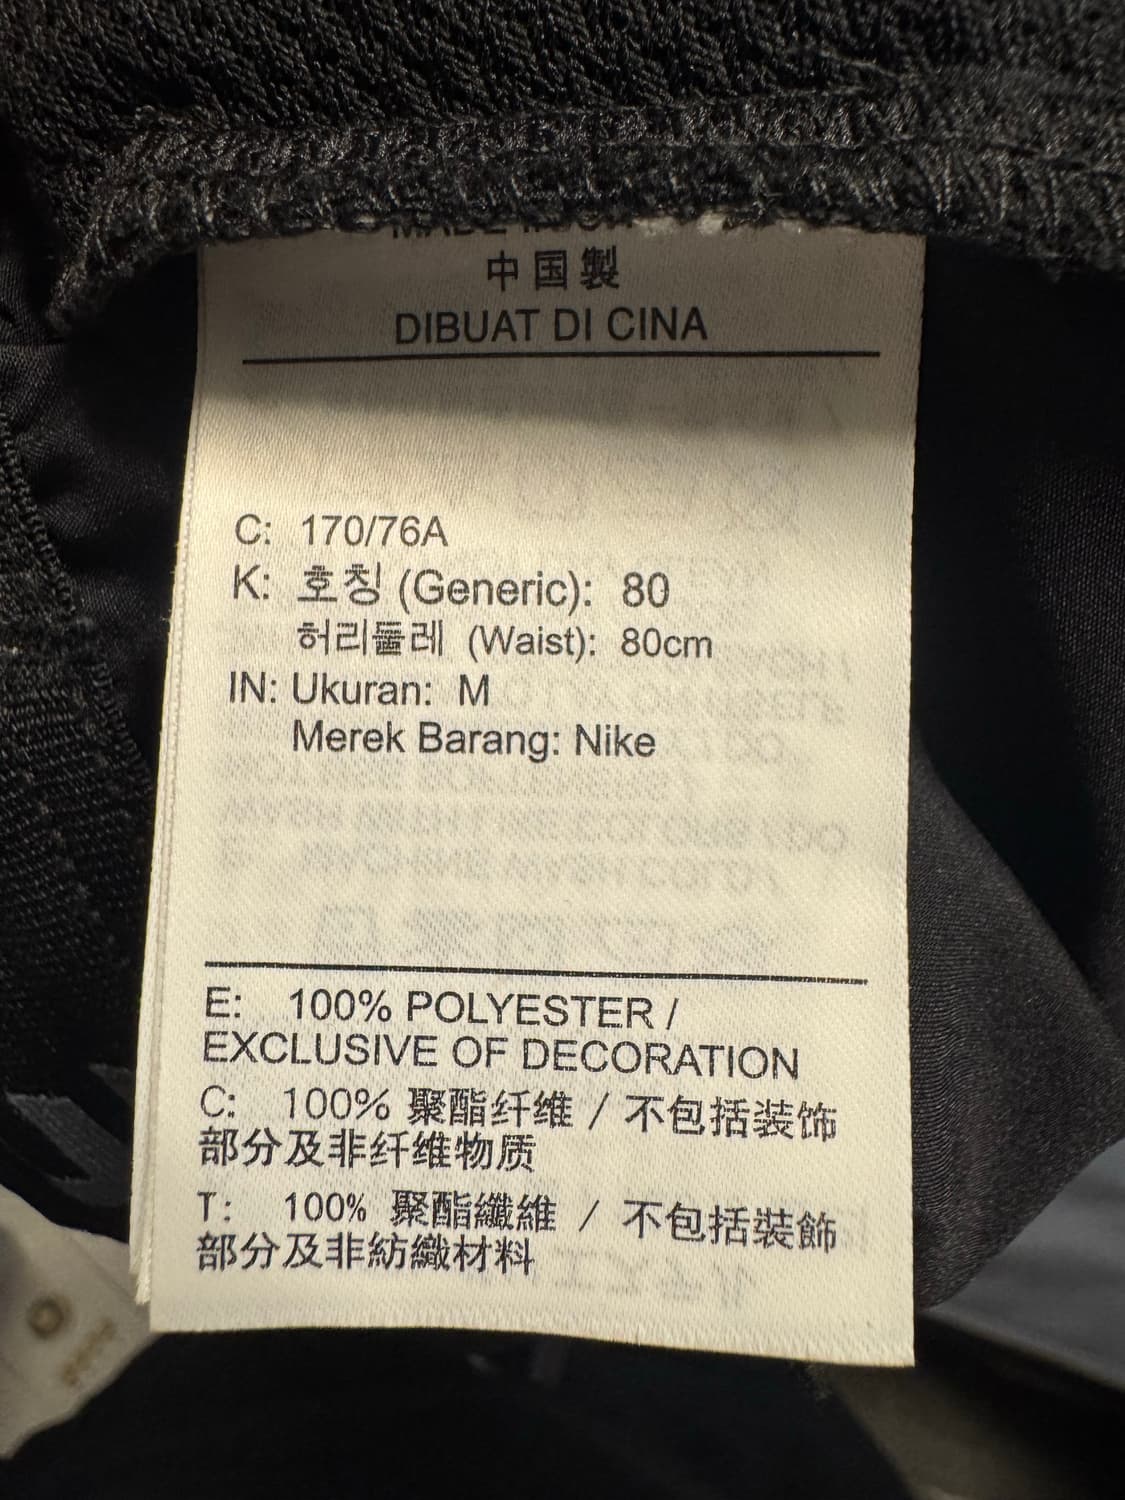 中国製
DIBUAT DI CINA
C: 170/76A
K: 호칭 (Generic): 80
허리둘레 (Waist): 80cm
IN: Ukuran: M
Merek Barang: Nike
E: 100% POLYESTER /
EXCLUSIVE OF DECORATION
C: 100% 聚酯纤维 / 不包括装饰
部分及非纤维物质
T: 100% 聚酯纖維 / 不包括裝飾
部分及非紡織材料